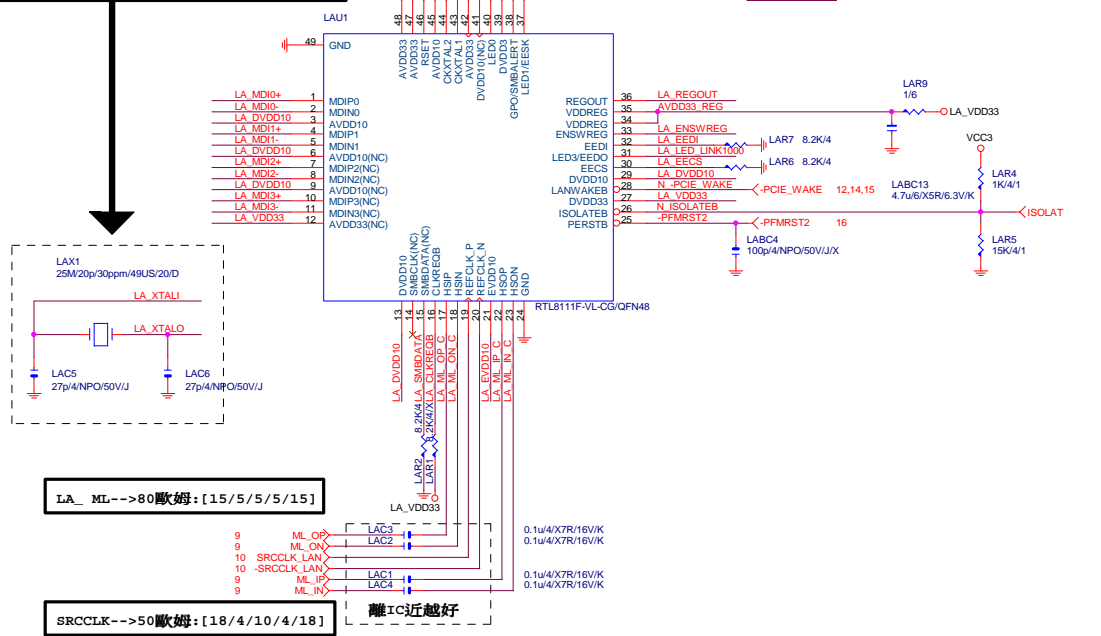 LAU1
48 47 46 45 44 43 42 41 40 39 38 37
AVDD33 AVDD33 RSET AVDD10 CKXTAL2 CKXTAL1 AVDD33 DVDD10(NC) LED0 DVDD3 GPO/SMBALERT LED1/EESK
49 GND
LA_MDI0+ 1 MDIP0
LA_MDI0- 2 MDIN0
LA_DVDD10 3 AVDD10
LA_MDI1+ 4 MDIP1
LA_MDI1- 5 MDIN1
LA_DVDD10 6 AVDD10(NC)
LA_MDI2+ 7 MDIP2(NC)
LA_MDI2- 8 MDIN2(NC)
LA_DVDD10 9 AVDD10(NC)
LA_MDI3+ 10 MDIP3(NC)
LA_MDI3- 11 MDIN3(NC)
LA_VDD33 12 AVDD33(NC)
REGOUT 36 LA_REGOUT
VDDREG 35 AVDD33_REG
VDDREG 34
ENSWREG 33 LA_ENSWREG
EEDI 32 LA_EEDI
LED3/EEDO 31 LA_LED_LINK1000
EECS 30 LA_EECS
DVDD10 29 LA_DVDD10
LANWAKEB 28 N_-PCIE_WAKE
DVDD33 27 LA_VDD33
ISOLATEB 26 N_ISOLATEB
PERSTB 25 -PFMRST2
LAR9
1/6
LA_VDD33
LAR7 8.2K/4
LAR6 8.2K/4
VCC3
-PCIE_WAKE 12,14,15
LABC13
4.7u/6/X5R/6.3V/K
LAR4
1K/4/1
ISOLAT
-PFMRST2 16
LABC4
100p/4/NPO/50V/J/X
LAR5
15K/4/1
DVDD10 SMBCLK(NC) SMBDATA(NC) CLKREQB HSIP HSIN REFCLK_P REFCLK_N EVDD10 HSOP HSON GND
RTL8111F-VL-CG/QFN48
13 14 15 16 17 18 19 20 21 22 23 24
LA_DVDD10 LA_SMBDATA LA_CLKREQB LA_ML_OP_C LA_ML_ON_C LA_EVDD10 LA_ML_IP_C LA_ML_IN_C
LAR2 8.2K/4
LAR1 8.2K/4/X
LA_VDD33
LAX1
25M/20p/30ppm/49US/20/D
LA_XTALI
LA_XTALO
LAC5
27p/4/NPO/50V/J
LAC6
27p/4/NPO/50V/J
LA_ ML-->80歐姆:[15/5/5/5/15]
9 ML_OP LAC3 0.1u/4/X7R/16V/K
9 ML_ON LAC2 0.1u/4/X7R/16V/K
10 SRCCLK_LAN
10 -SRCCLK_LAN
9 ML_IP LAC1 0.1u/4/X7R/16V/K
9 ML_IN LAC4 0.1u/4/X7R/16V/K
離IC近越好
SRCCLK-->50歐姆:[18/4/10/4/18]